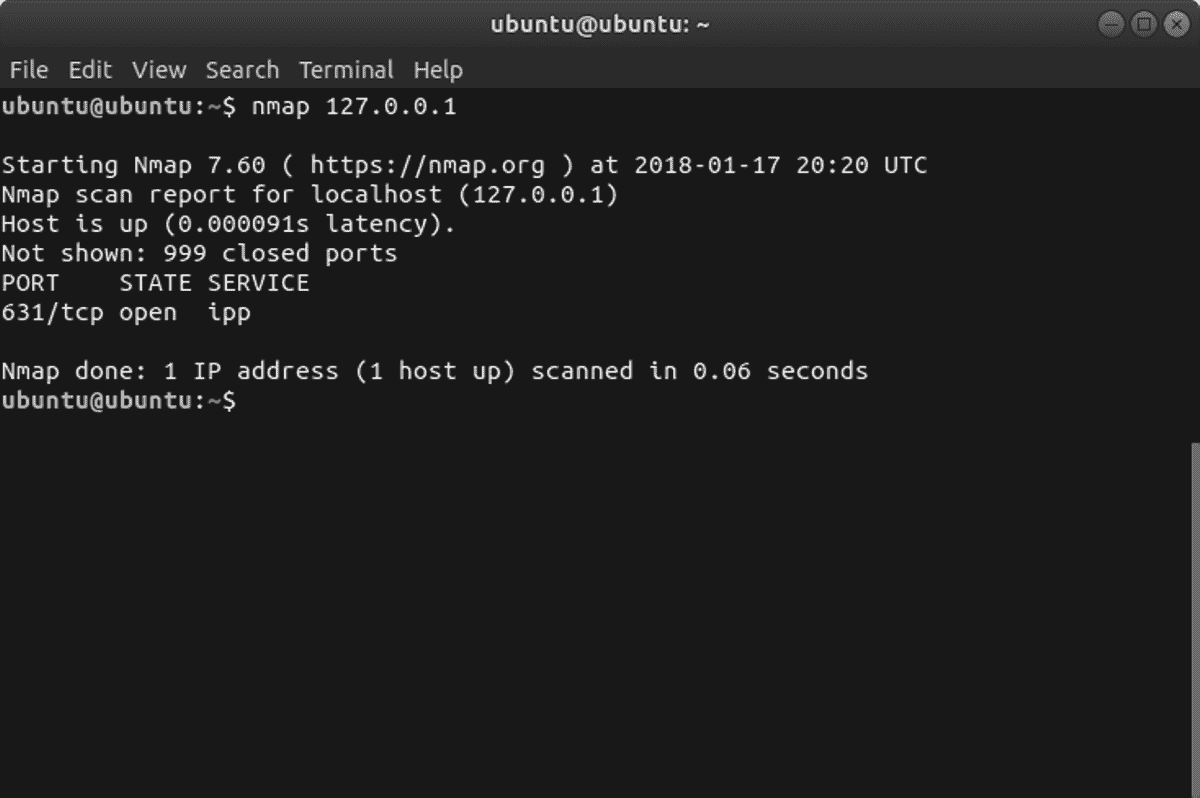 ubuntu@ubuntu: ~
File Edit View Search Terminal Help
ubuntu@ubuntu:~$ nmap 127.0.0.1
Starting Nmap 7.60 ( https://nmap.org ) at 2018-01-17 20:20 UTC
Nmap scan report for localhost (127.0.0.1)
Host is up (0.000091s latency).
Not shown: 999 closed ports
PORT    STATE SERVICE
631/tcp open  ipp
Nmap done: 1 IP address (1 host up) scanned in 0.06 seconds
ubuntu@ubuntu:~$